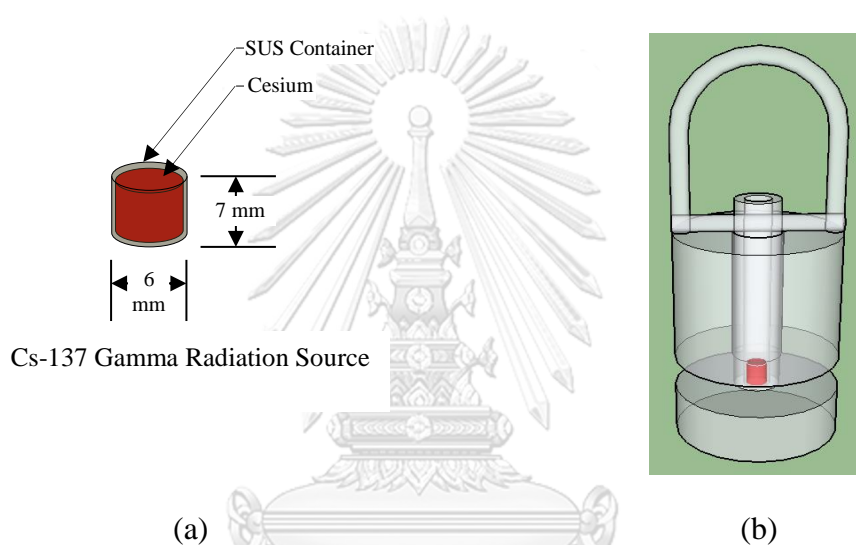 SUS Container
Cesium
7 mm
6
mm
Cs-137 Gamma Radiation Source
(a)
(b)